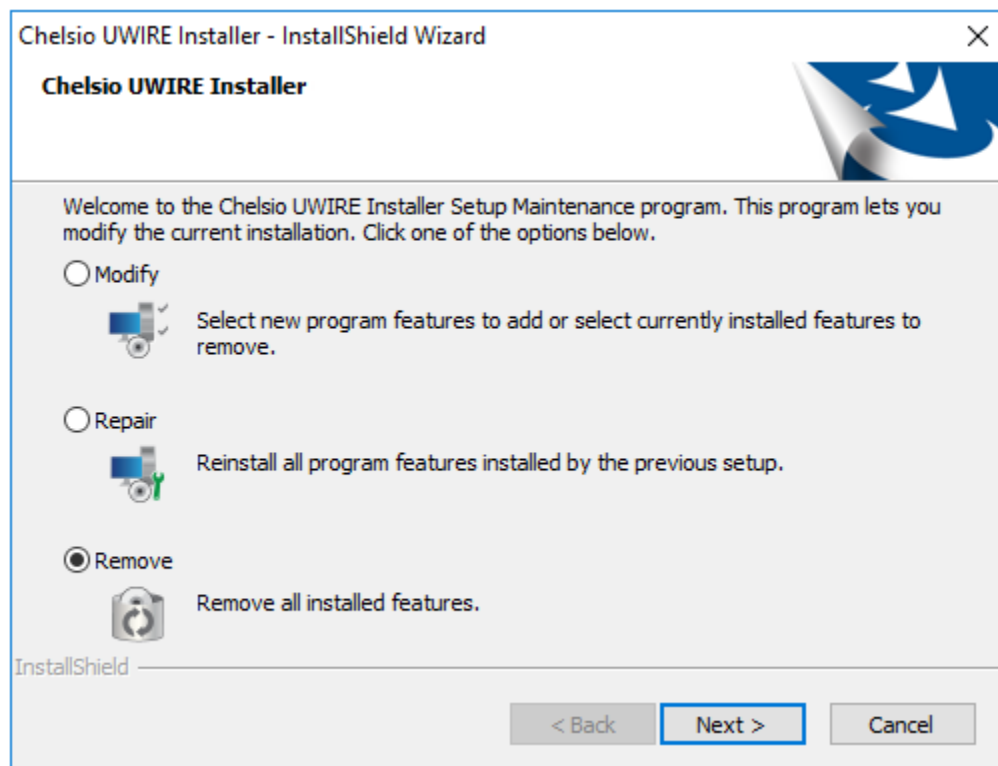 Chelsio UWIRE Installer - InstallShield Wizard
Chelsio UWIRE Installer
Welcome to the Chelsio UWIRE Installer Setup Maintenance program. This program lets you
modify the current installation. Click one of the options below.
Modify
Select new program features to add or select currently installed features to
remove.
Repair
Reinstall all program features installed by the previous setup.
Remove
Remove all installed features.
InstallShield
< Back
Next >
Cancel